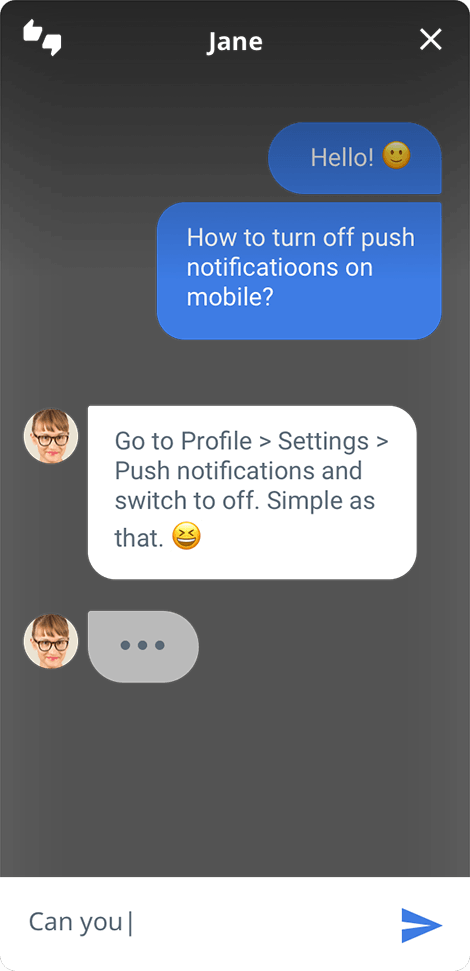 Jane
Hello! 🙂
How to turn off push
notificatioons on
mobile?
Go to Profile > Settings >
Push notifications and
switch to off. Simple as
that. 😆
Can you